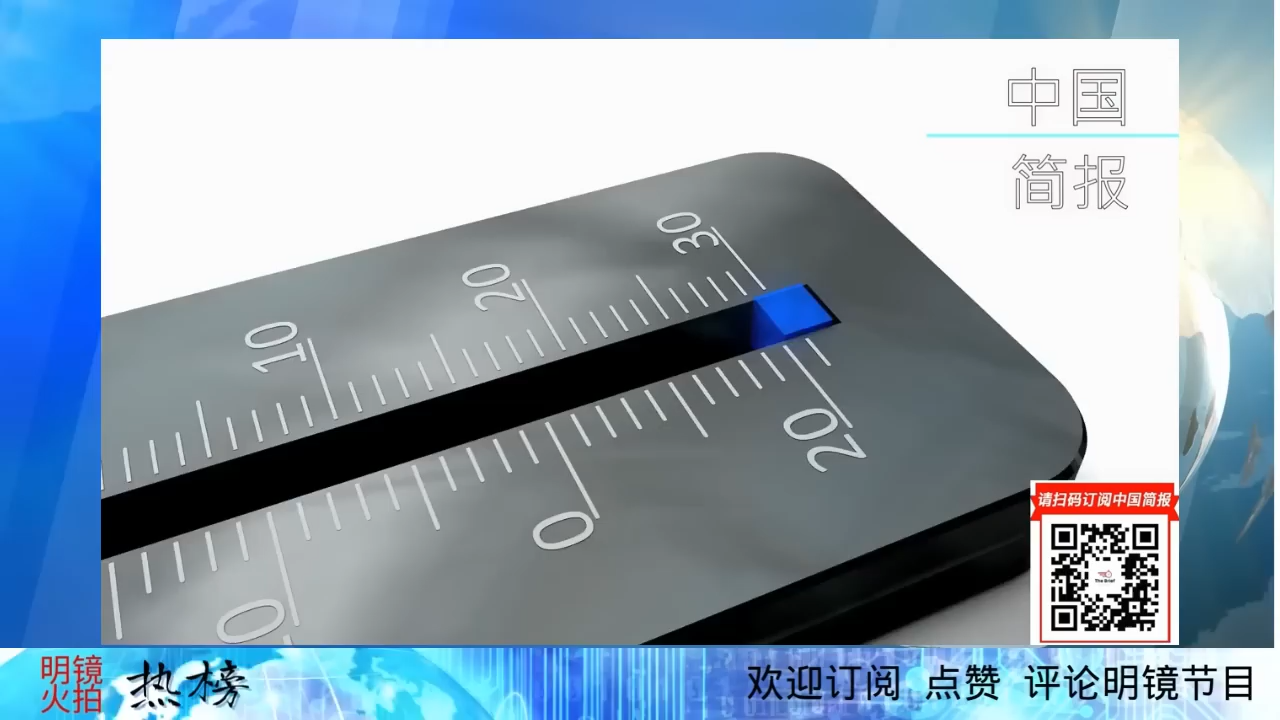 中国
简报
30
20
10
20
0
请扫码订阅中国简报
The Brief
明镜
火拍
热榜
欢迎订阅 点赞 评论明镜节目